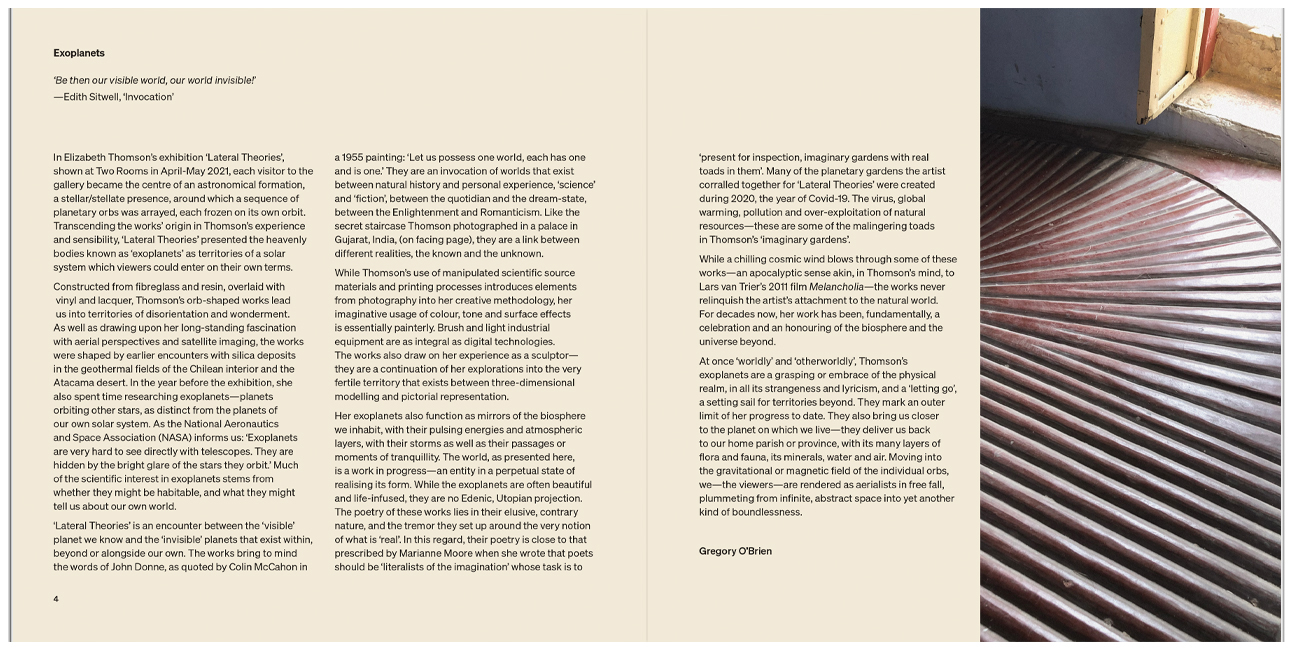 Exoplanets
‘Be then our visible world, our world invisible!’
—Edith Sitwell, ‘Invocation’
In Elizabeth Thomson’s exhibition ‘Lateral Theories’,
shown at Two Rooms in April-May 2021, each visitor to the
gallery became the centre of an astronomical formation,
a stellar/stellate presence, around which a sequence of
planetary orbs was arrayed, each frozen on its own orbit.
Transcending the works’ origin in Thomson’s experience
and sensibility, ‘Lateral Theories’ presented the heavenly
bodies known as ‘exoplanets’ as territories of a solar
system which viewers could enter on their own terms.
Constructed from fibreglass and resin, overlaid with
vinyl and lacquer, Thomson’s orb-shaped works lead
us into territories of disorientation and wonderment.
As well as drawing upon her long-standing fascination
with aerial perspectives and satellite imaging, the works
were shaped by earlier encounters with silica deposits
in the geothermal fields of the Chilean interior and the
Atacama desert. In the year before the exhibition, she
also spent time researching exoplanets—planets
orbiting other stars, as distinct from the planets of
our own solar system. As the National Aeronautics
and Space Association (NASA) informs us: ‘Exoplanets
are very hard to see directly with telescopes. They are
hidden by the bright glare of the stars they orbit.’ Much
of the scientific interest in exoplanets stems from
whether they might be habitable, and what they might
tell us about our own world.
‘Lateral Theories’ is an encounter between the ‘visible’
planet we know and the ‘invisible’ planets that exist within,
beyond or alongside our own. The works bring to mind
the words of John Donne, as quoted by Colin McCahon in
4
a 1955 painting: ‘Let us possess one world, each has one
and is one.’ They are an invocation of worlds that exist
between natural history and personal experience, ‘science’
and ‘fiction’, between the quotidian and the dream-state,
between the Enlightenment and Romanticism. Like the
secret staircase Thomson photographed in a palace in
Gujarat, India, (on facing page), they are a link between
different realities, the known and the unknown.
While Thomson’s use of manipulated scientific source
materials and printing processes introduces elements
from photography into her creative methodology, her
imaginative usage of colour, tone and surface effects
is essentially painterly. Brush and light industrial
equipment are as integral as digital technologies.
The works also draw on her experience as a sculptor—
they are a continuation of her explorations into the very
fertile territory that exists between three-dimensional
modelling and pictorial representation.
Her exoplanets also function as mirrors of the biosphere
we inhabit, with their pulsing energies and atmospheric
layers, with their storms as well as their passages or
moments of tranquillity. The world, as presented here,
is a work in progress—an entity in a perpetual state of
realising its form. While the exoplanets are often beautiful
and life-infused, they are no Edenic, Utopian projection.
The poetry of these works lies in their elusive, contrary
nature, and the tremor they set up around the very notion
of what is ‘real’. In this regard, their poetry is close to that
prescribed by Marianne Moore when she wrote that poets
should be ‘literalists of the imagination’ whose task is to
‘present for inspection, imaginary gardens with real
toads in them’. Many of the planetary gardens the artist
corralled together for ‘Lateral Theories’ were created
during 2020, the year of Covid-19. The virus, global
warming, pollution and over-exploitation of natural
resources—these are some of the malingering toads
in Thomson’s ‘imaginary gardens’.
While a chilling cosmic wind blows through some of these
works—an apocalyptic sense akin, in Thomson’s mind, to
Lars van Trier’s 2011 film Melancholia—the works never
relinquish the artist’s attachment to the natural world.
For decades now, her work has been, fundamentally, a
celebration and an honouring of the biosphere and the
universe beyond.
At once ‘worldly’ and ‘otherworldly’, Thomson’s
exoplanets are a grasping or embrace of the physical
realm, in all its strangeness and lyricism, and a ‘letting go’,
a setting sail for territories beyond. They mark an outer
limit of her progress to date. They also bring us closer
to the planet on which we live—they deliver us back
to our home parish or province, with its many layers of
flora and fauna, its minerals, water and air. Moving into
the gravitational or magnetic field of the individual orbs,
we—the viewers—are rendered as aerialists in free fall,
plummeting from infinite, abstract space into yet another
kind of boundlessness.
Gregory O’Brien